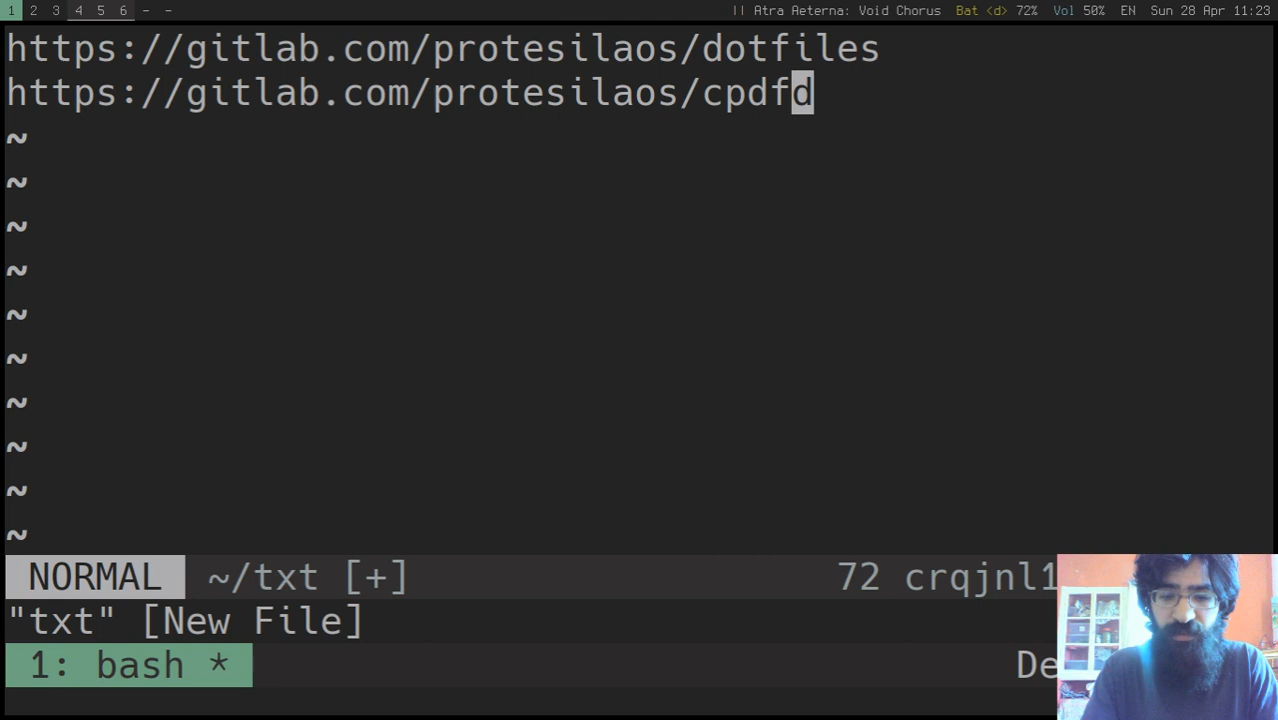 1 2 3 4 5 6 - - || Atra Aeterna: Void Chorus Bat <d> 72% Vol 50% EN Sun 28 Apr 11:23
https://gitlab.com/protesilaos/dotfiles
https://gitlab.com/protesilaos/cpdfd
~
~
~
~
~
~
~
~
~
~
NORMAL ~/txt [+] 72 crqjnl1
"txt" [New File]
1: bash * De